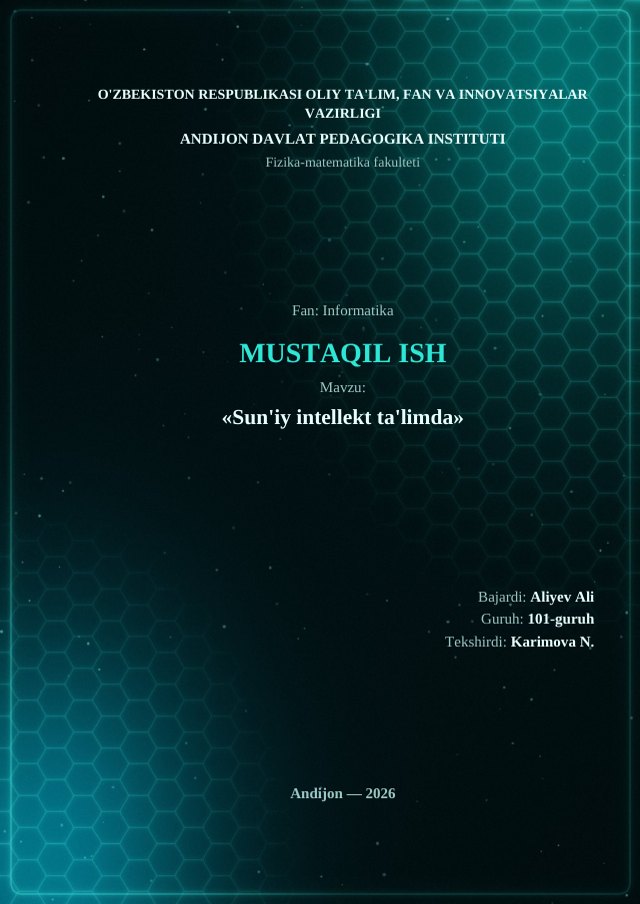 O'ZBEKISTON RESPUBLIKASI OLIY TA'LIM, FAN VA INNOVATSIYALAR
VAZIRLIGI
ANDIJON DAVLAT PEDAGOGIKA INSTITUTI
Fizika-matematika fakulteti
Fan: Informatika
MUSTAQIL ISH
Mavzu:
«Sun'iy intellekt ta'limda»
Bajardi: Aliyev Ali
Guruh: 101-guruh
Tekshirdi: Karimova N.
Andijon — 2026